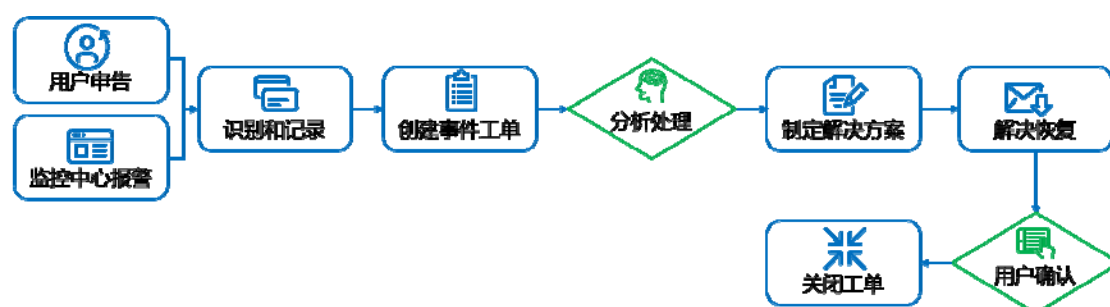 用户申告
监控中心报警
识别和记录
创建事件工单
分析处理
制定解决方案
解决恢复
用户确认
关闭工单